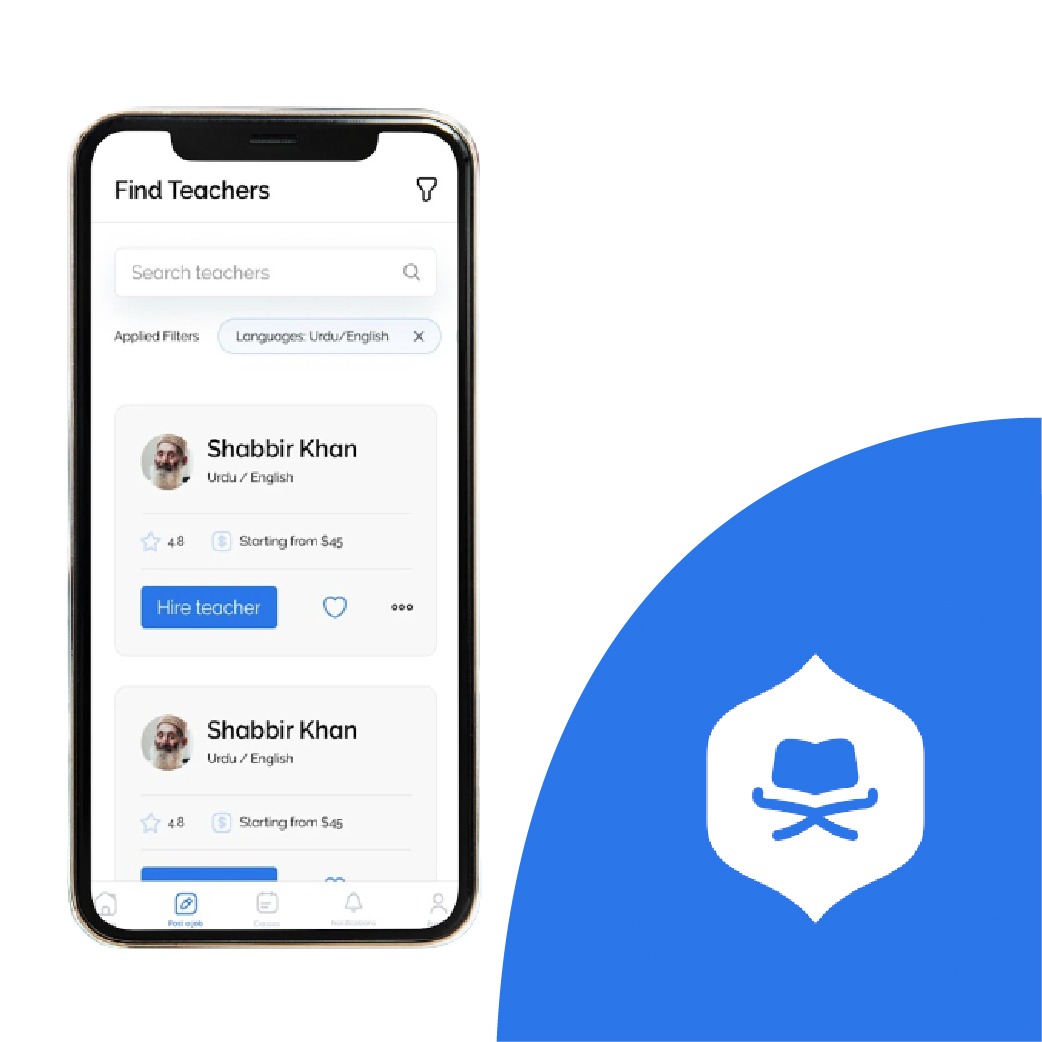 Find Teachers
Search teachers
Applied Filters
Languages: Urdu/English
Shabbir Khan
Urdu / English
4.8
Starting from $45
Hire teacher
Shabbir Khan
Urdu / English
4.8
Starting from $45
Post a job
Classes
Notifications